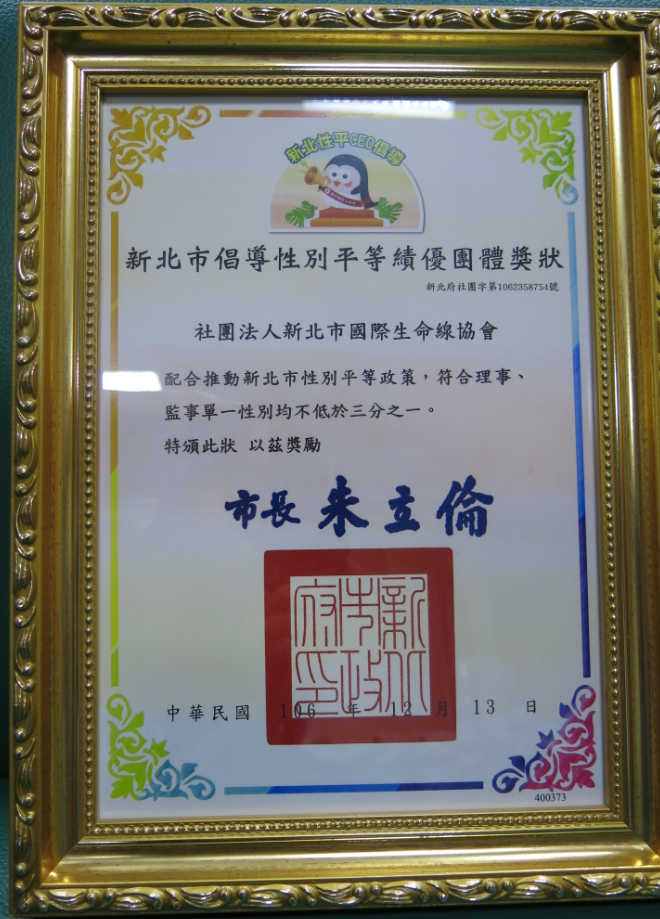 新北性平CEO倡導
新北市倡導性別平等績優團體獎狀
新北府社團字第1062358754號
社團法人新北市國際生命線協會
配合推動新北市性別平等政策，符合理事、
監事單一性別均不低於三分之一。
特頒此狀 以茲獎勵
市長 朱立倫
新北市政府印
中華民國 106 年 12 月 13 日
400373